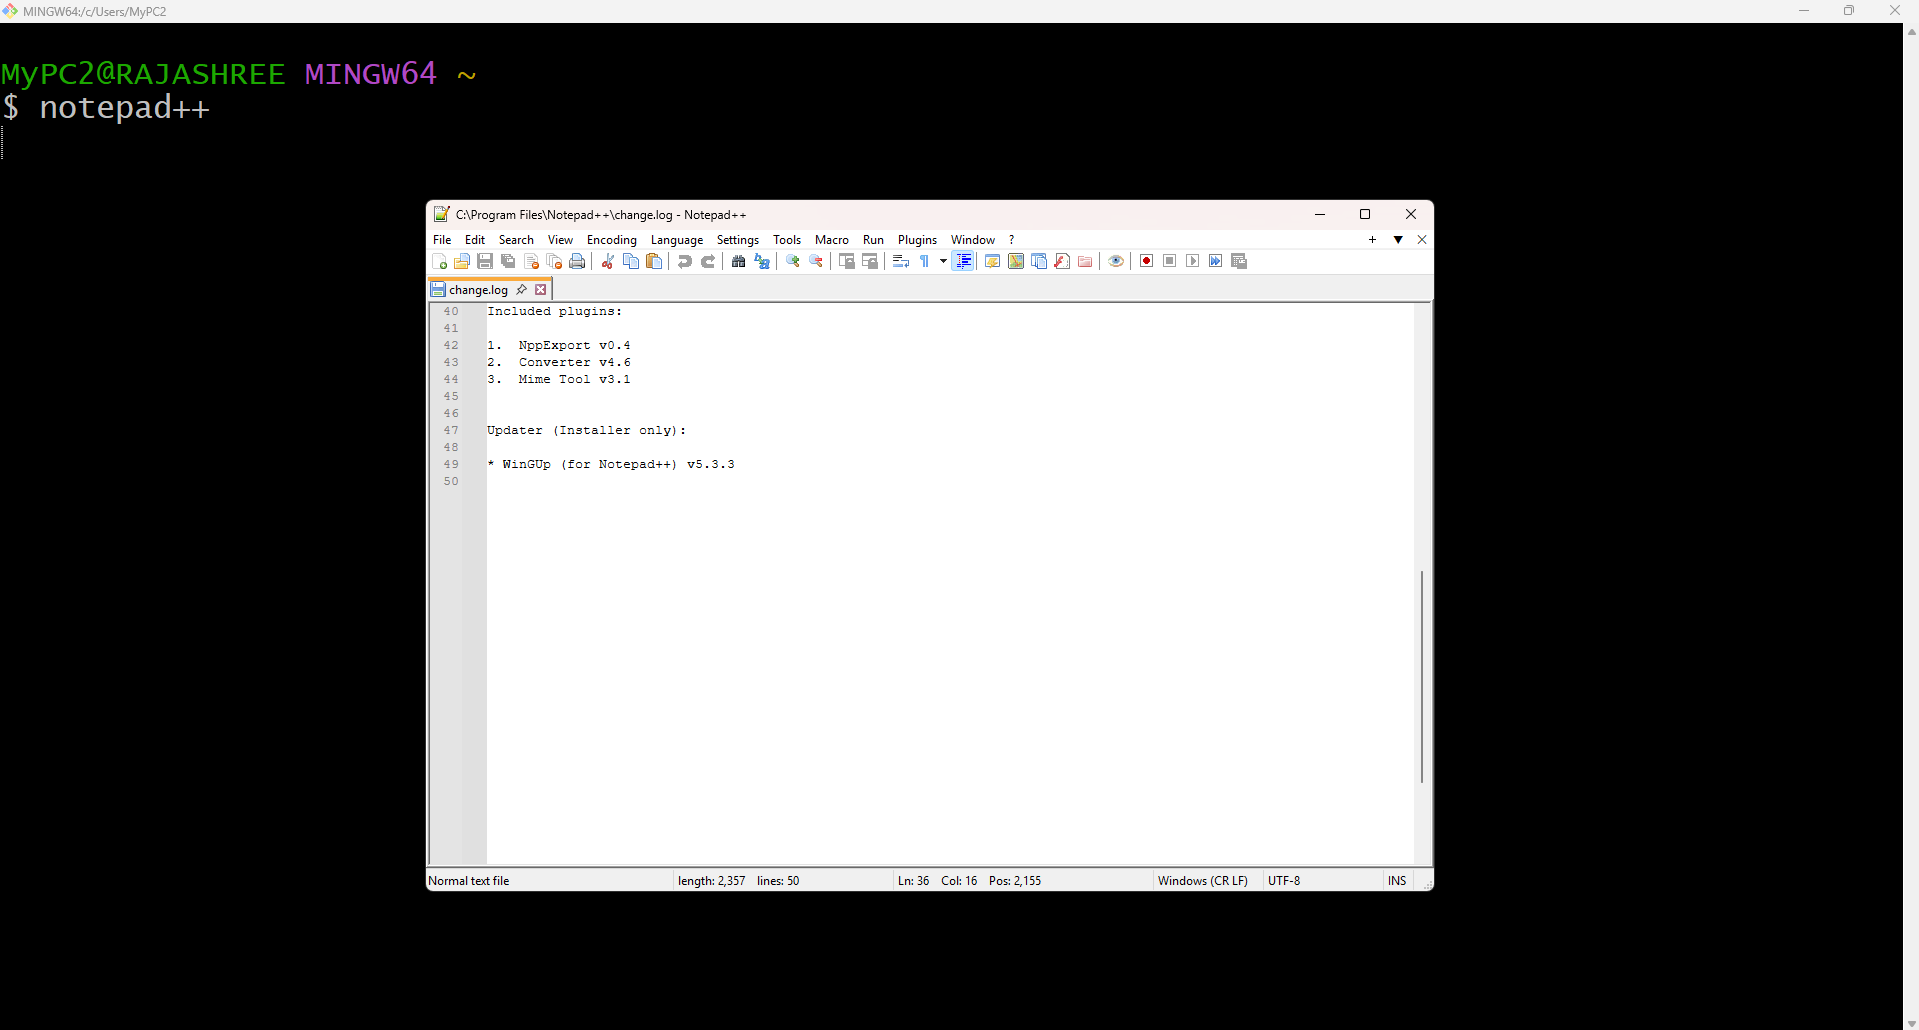 MINGW64:/c/Users/MyPC2
MyPC2@RAJASHREE MINGW64 ~
$ notepad++
C:\Program Files\Notepad++\change.log - Notepad++
File Edit Search View Encoding Language Settings Tools Macro Run Plugins Window ?
change.log
40 Included plugins:
41
42 1. NppExport v0.4
43 2. Converter v4.6
44 3. Mime Tool v3.1
45
46
47 Updater (Installer only):
48
49 * WinGUp (for Notepad++) v5.3.3
50
Normal text file length: 2,357 lines: 50 Ln: 36 Col: 16 Pos: 2,155 Windows (CR LF) UTF-8 INS